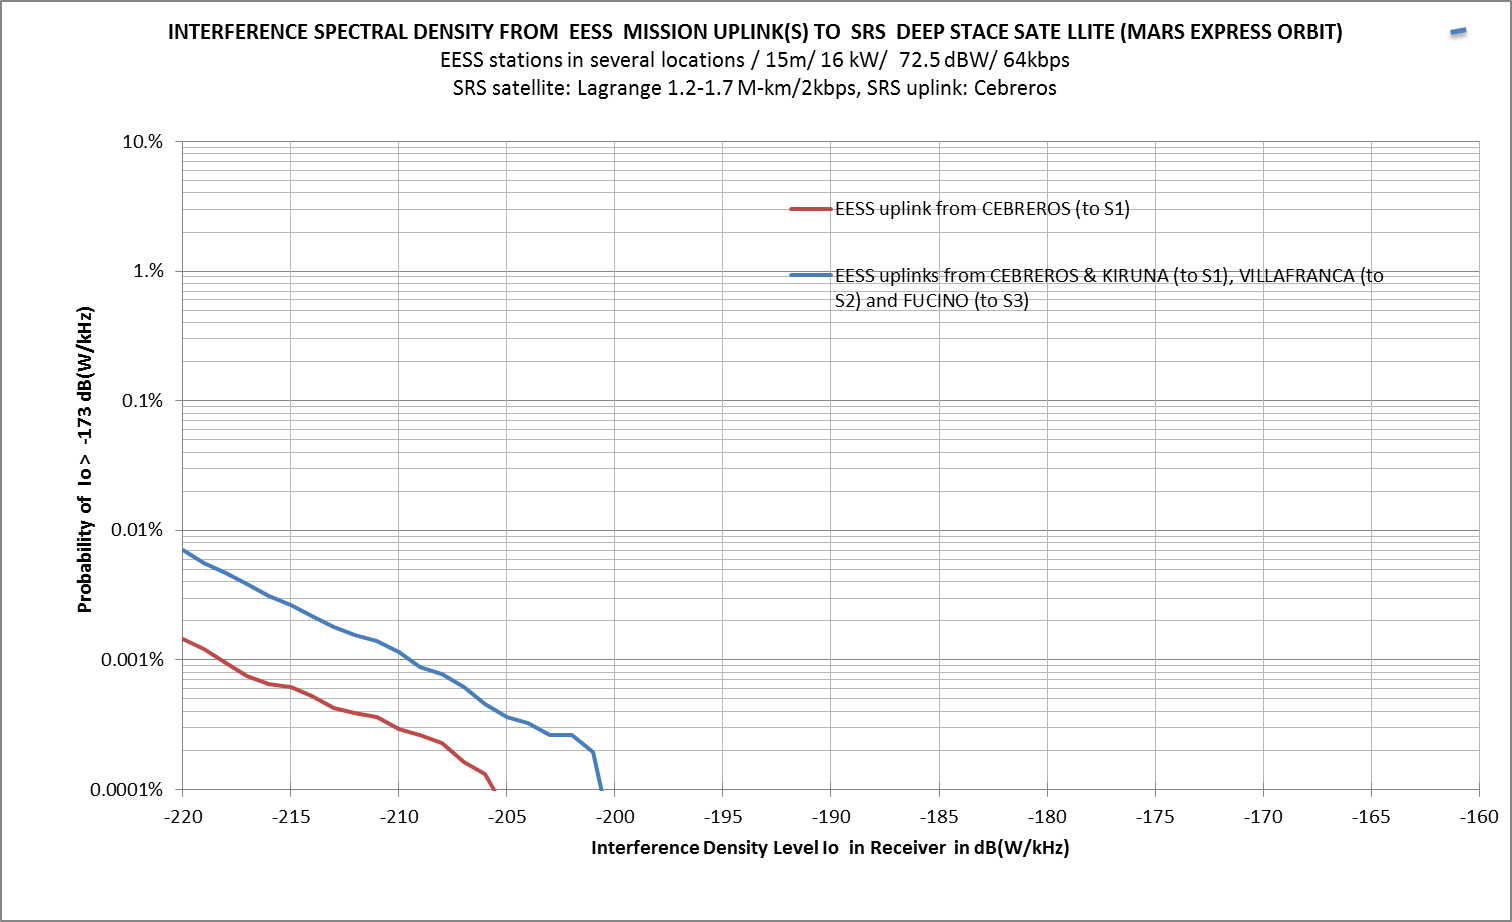 INTERFERENCE SPECTRAL DENSITY FROM EESS MISSION UPLINK(S) TO SRS DEEP STACE SATE LLITE (MARS EXPRESS ORBIT)
EESS stations in several locations / 15m/ 16 kW/ 72.5 dBW/ 64kbps
SRS satellite: Lagrange 1.2-1.7 M-km/2kbps, SRS uplink: Cebreros
10.%
1.%
0.1%
0.01%
0.001%
0.0001%
Probability of Io > -173 dB(W/kHz)
EESS uplink from CEBREROS (to S1)
EESS uplinks from CEBREROS & KIRUNA (to S1), VILLAFRANCA (to
S2) and FUCINO (to S3)
-220 -215 -210 -205 -200 -195 -190 -185 -180 -175 -170 -165 -160
Interference Density Level Io in Receiver in dB(W/kHz)